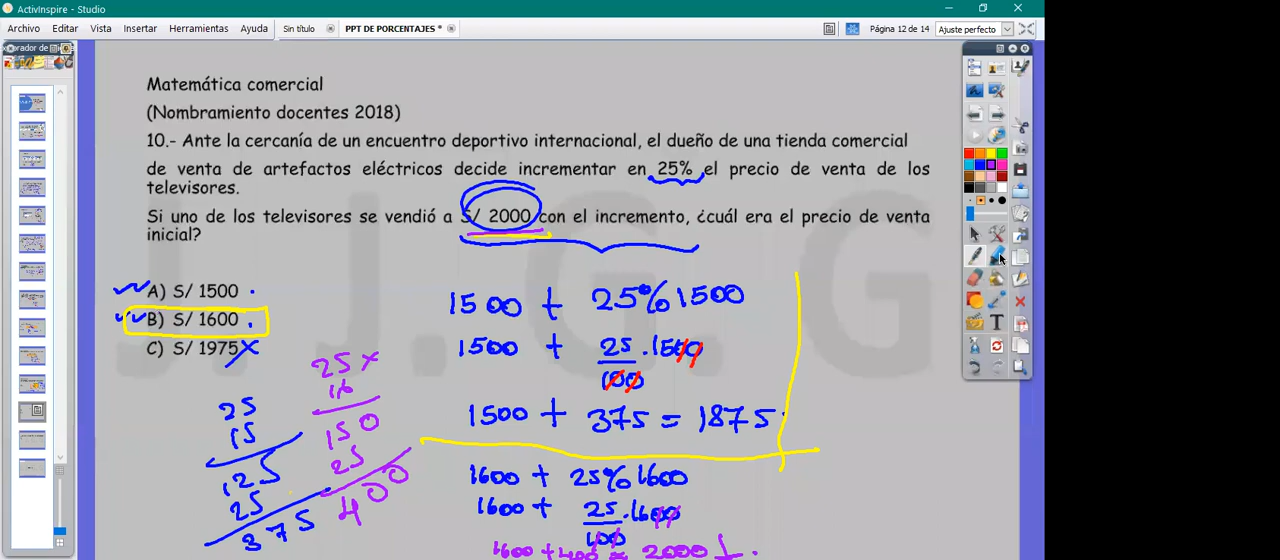 ActivInspire - Studio
Archivo Editar Vista Insertar Herramientas Ayuda Sin título PPT DE PORCENTAJES * Página 12 de 14 Ajuste perfecto
Matemática comercial
(Nombramiento docentes 2018)
10.- Ante la cercanía de un encuentro deportivo internacional, el dueño de una tienda comercial
de venta de artefactos eléctricos decide incrementar en 25% el precio de venta de los
televisores.
Si uno de los televisores se vendió a S/ 2000 con el incremento, ¿cuál era el precio de venta
inicial?
A) S/ 1500
B) S/ 1600
C) S/ 1975
1500 + 25% 1500
1500 + 25/100 . 1500
1500 + 375 = 1875
1600 + 25% 1600
1600 + 25/100 . 1600
1600 + 400 = 2000
25
15
125
25
375
25 x
16
150
25
400
J. J. G. G